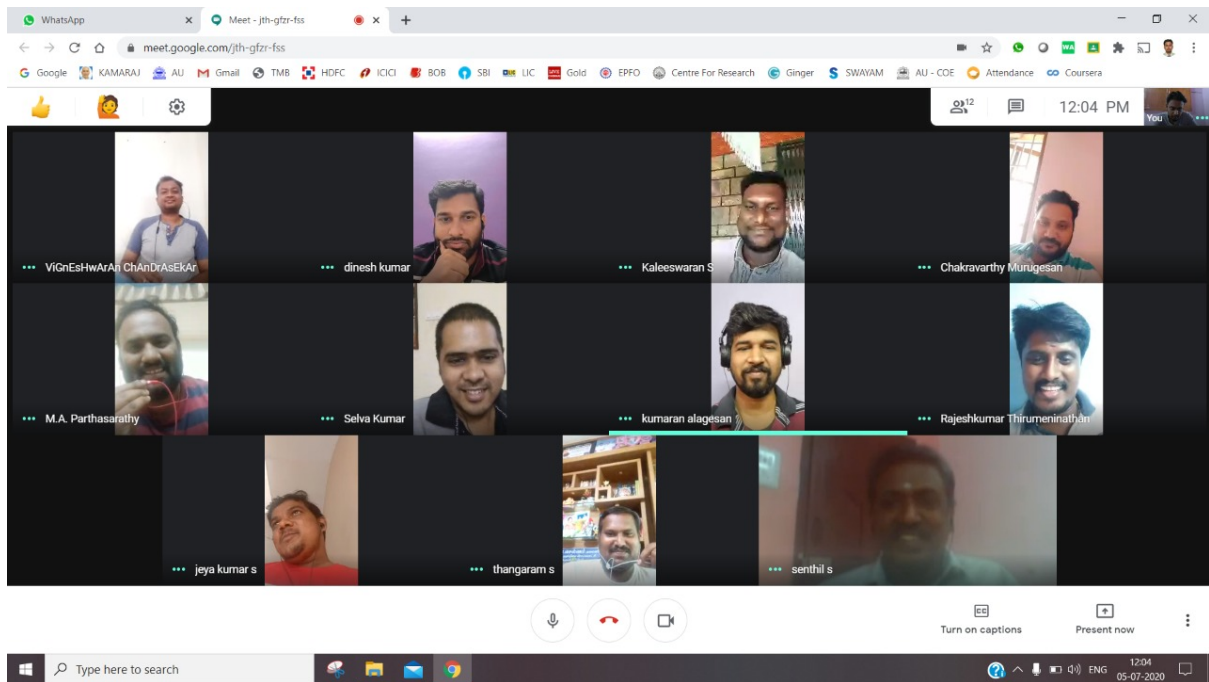 WhatsApp
Meet - jth-gfzr-fss
meet.google.com/jth-gfzr-fss
Google KAMARAJ AU Gmail TMB HDFC ICICI BOB SBI LIC Gold EPFO Centre For Research Ginger SWAYAM AU - COE Attendance Coursera
12
12:04 PM
You
ViGnEsHwArAn ChAnDrAsEkAr
dinesh kumar
Kaleeswaran S
Chakravarthy Murugesan
M.A. Parthasarathy
Selva Kumar
kumaran alagesan
Rajeshkumar Thirumeninathan
jeya kumar s
thangaram s
senthil s
Turn on captions
Present now
Type here to search
ENG
12:04
05-07-2020